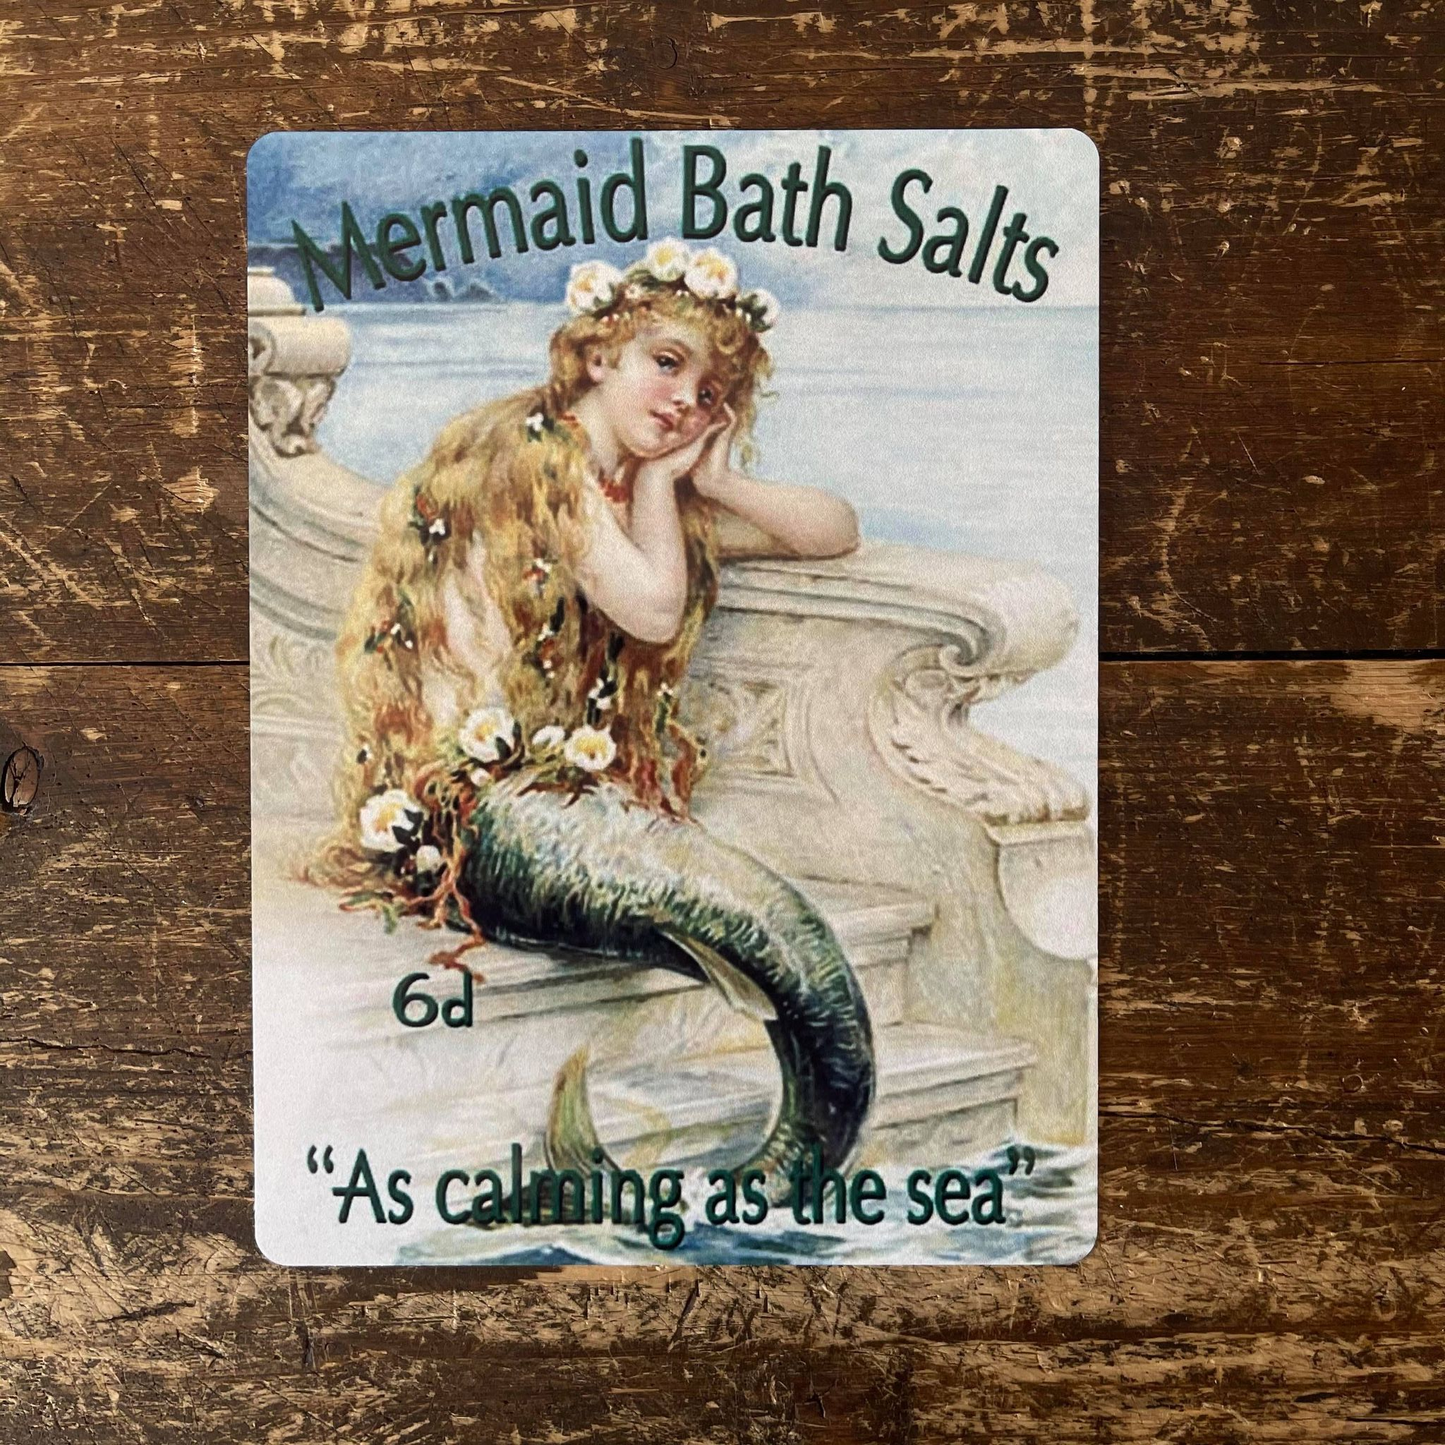 Mermaid Bath Salts
6d
“As calming as the sea”